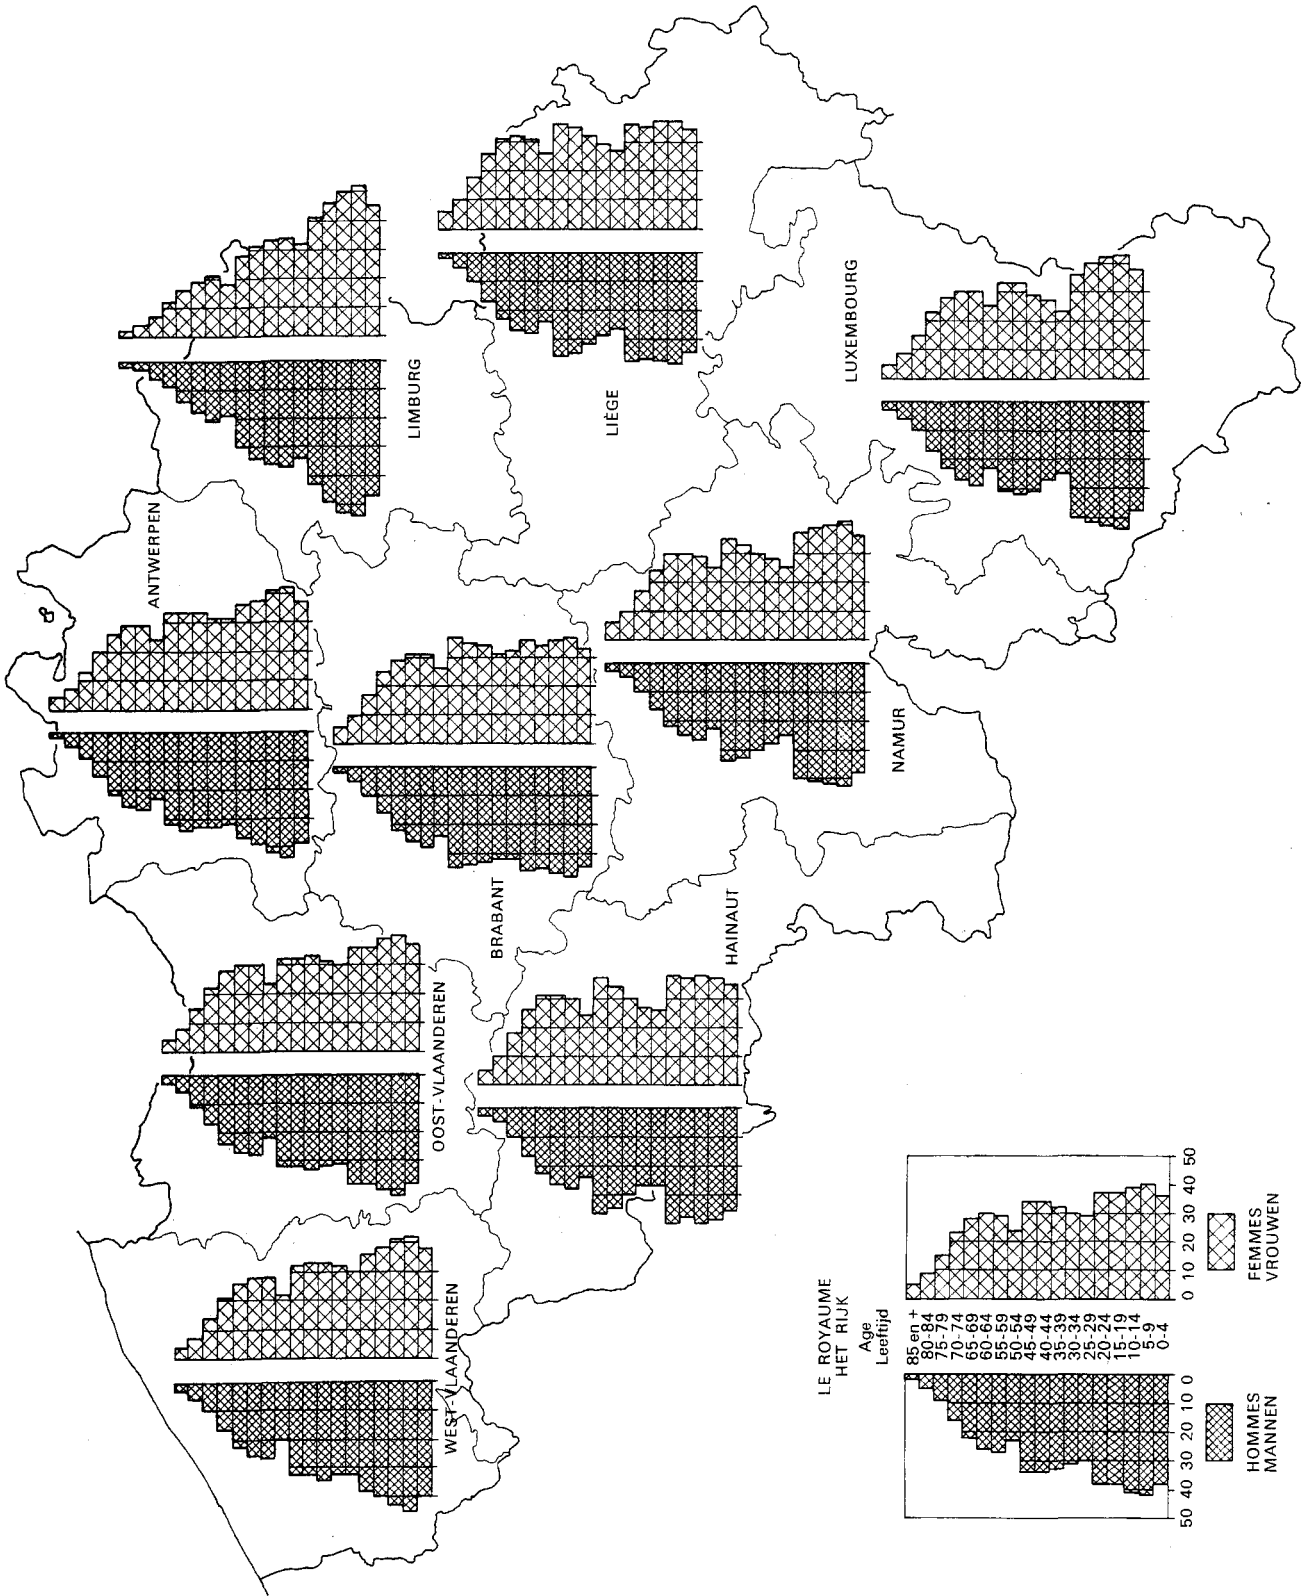 ANTWERPEN
LIMBURG
LIÈGE
LUXEMBOURG
NAMUR
BRABANT
HAINAUT
OOST-VLAANDEREN
WEST-VLAANDEREN
LE ROYAUME
HET RIJK
Age
Leeftijd
85 en +
80-84
75-79
70-74
65-69
60-64
55-59
50-54
45-49
40-44
35-39
30-34
25-29
20-24
15-19
10-14
5-9
0-4
50 40 30 20 10 0
0 10 20 30 40 50
HOMMES
MANNEN
FEMMES
VROUWEN